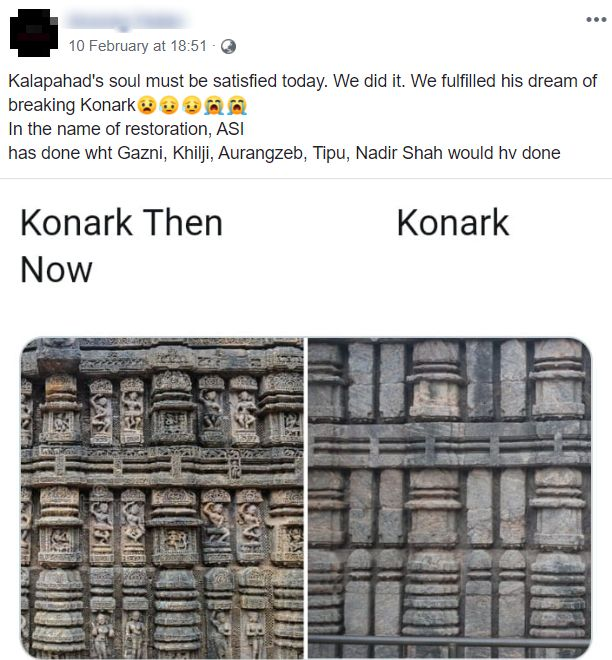 10 February at 18:51 ·
Kalapahad's soul must be satisfied today. We did it. We fulfilled his dream of
breaking Konark😧😥😥😭😭
In the name of restoration, ASI
has done wht Gazni, Khilji, Aurangzeb, Tipu, Nadir Shah would hv done
Konark Then Konark
Now